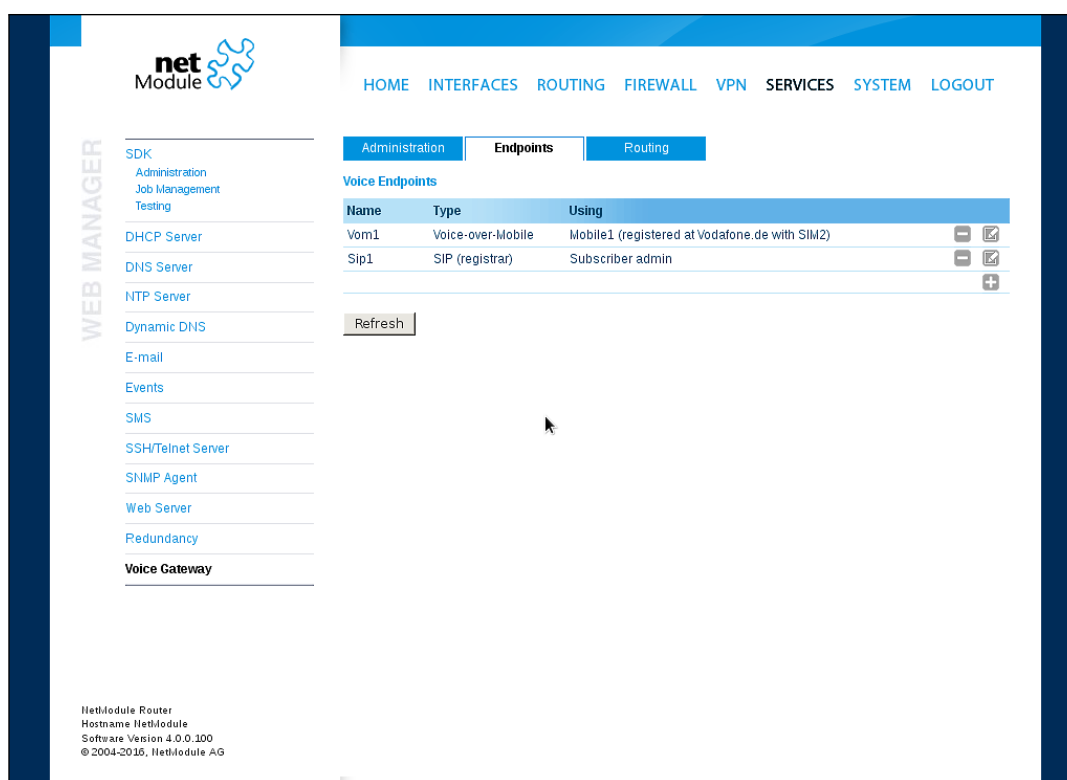 net
Module
HOME INTERFACES ROUTING FIREWALL VPN SERVICES SYSTEM LOGOUT
WEB MANAGER
SDK
Administration
Job Management
Testing
DHCP Server
DNS Server
NTP Server
Dynamic DNS
E-mail
Events
SMS
SSH/Telnet Server
SNMP Agent
Web Server
Redundancy
Voice Gateway
Administration Endpoints Routing
Voice Endpoints
Name Type Using
Vom1 Voice-over-Mobile Mobile1 (registered at Vodafone.de with SIM2)
Sip1 SIP (registrar) Subscriber admin
Refresh
NetModule Router
Hostname NetModule
Software Version 4.0.0.100
© 2004-2016, NetModule AG